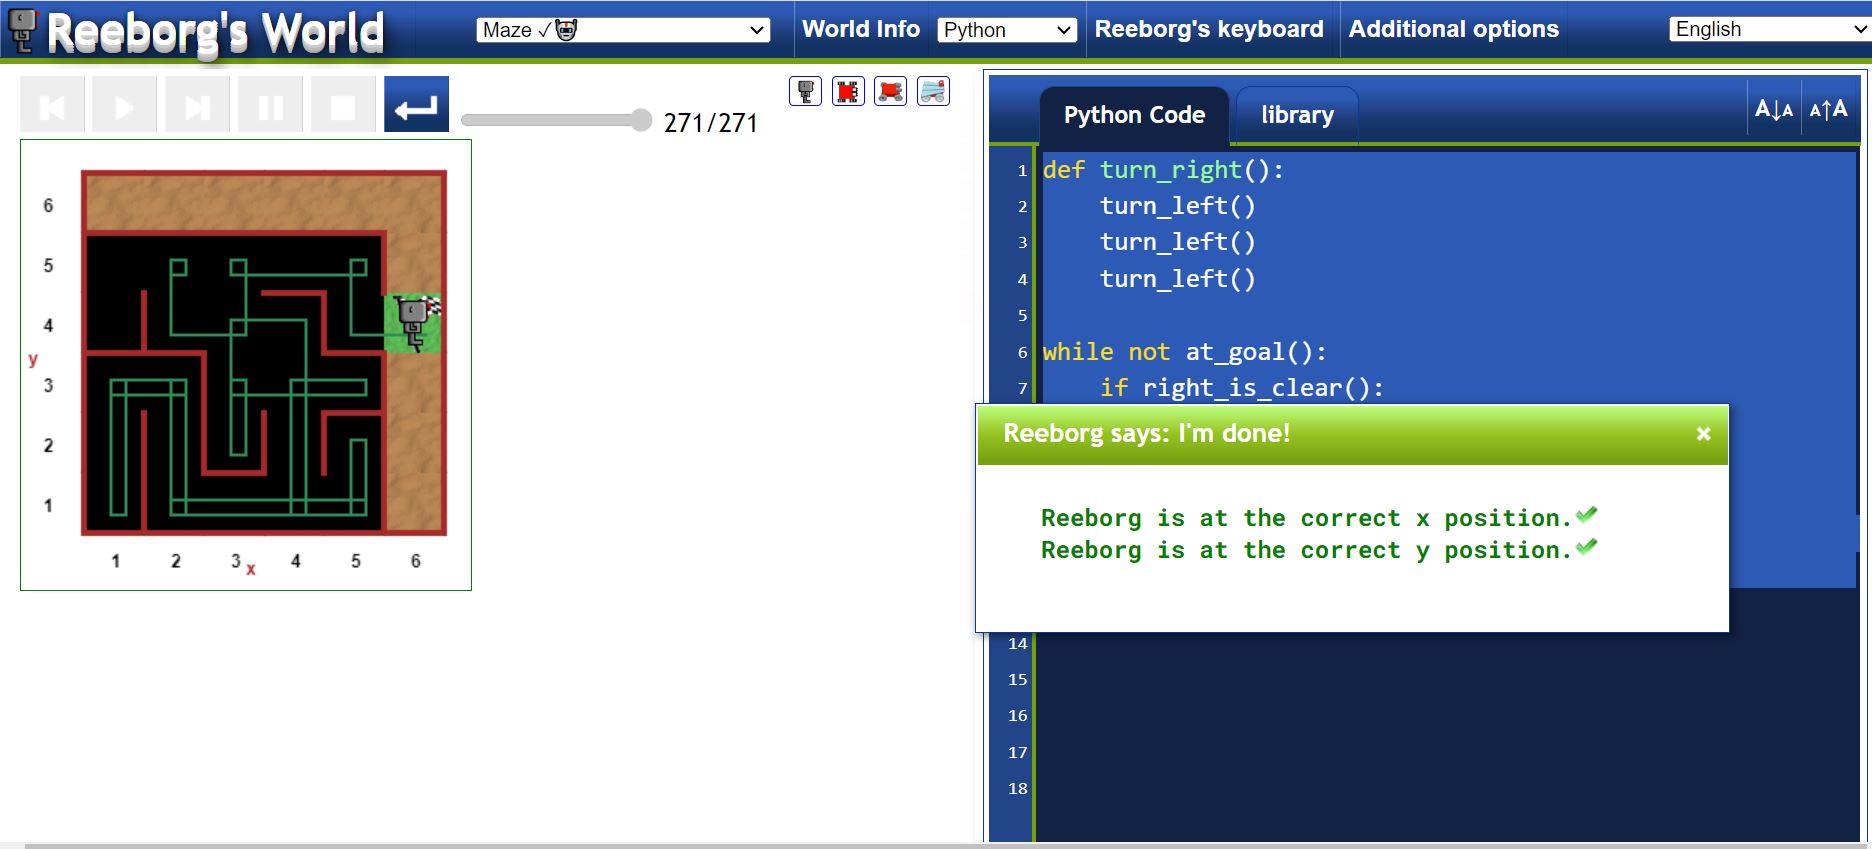 Reeborg's World
Maze ✓
World Info
Python
Reeborg's keyboard
Additional options
English
271/271
6
5
4
y
3
2
1
1 2 3 x 4 5 6
Python Code
library
A↓A A↑A
1 def turn_right():
2     turn_left()
3     turn_left()
4     turn_left()
5
6 while not at_goal():
7     if right_is_clear():
Reeborg says: I'm done!
×
Reeborg is at the correct x position.✔
Reeborg is at the correct y position.✔
14
15
16
17
18